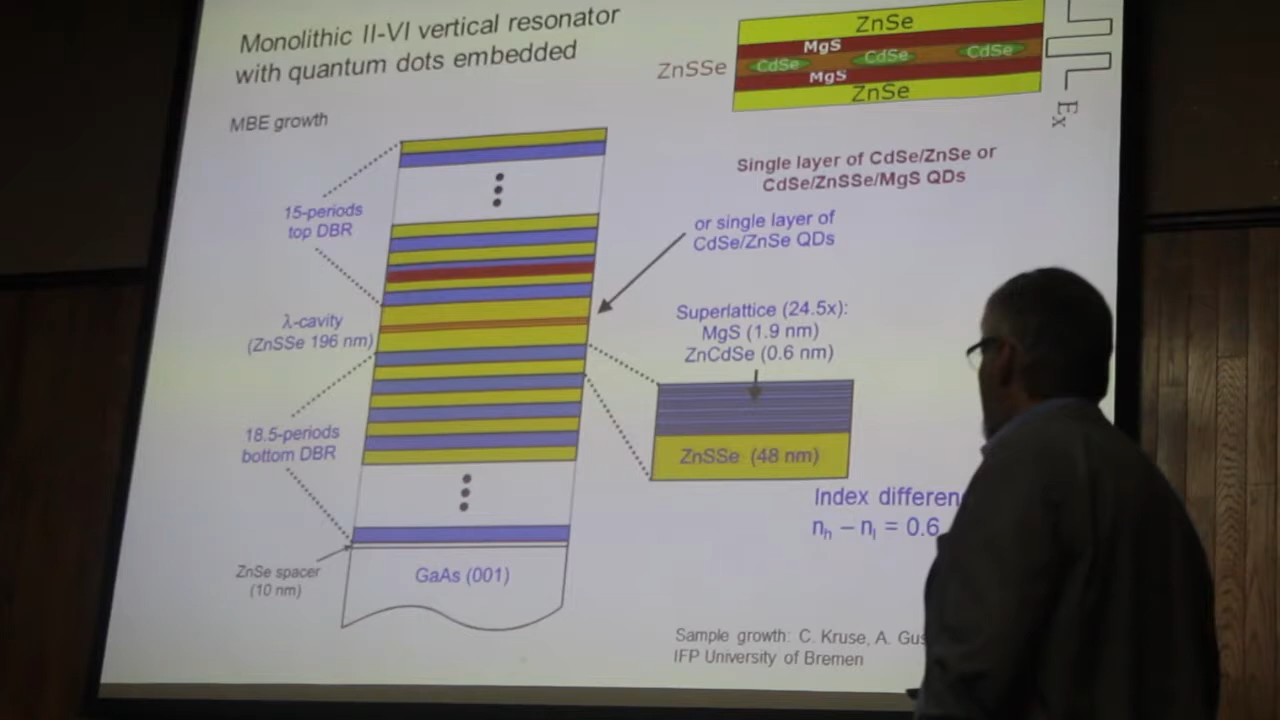 Monolithic II-VI vertical resonator
with quantum dots embedded
ZnSe
MgS
CdSe
CdSe
CdSe
ZnSSe
MgS
ZnSe
Ex
MBE growth
Single layer of CdSe/ZnSe or
CdSe/ZnSSe/MgS QDs
15-periods
top DBR
or single layer of
CdSe/ZnSe QDs
λ-cavity
(ZnSSe 196 nm)
Superlattice (24.5x):
MgS (1.9 nm)
ZnCdSe (0.6 nm)
18.5-periods
bottom DBR
ZnSSe (48 nm)
Index differen
nₕ – nₗ = 0.6
ZnSe spacer
(10 nm)
GaAs (001)
Sample growth: C. Kruse, A. Gus
IFP University of Bremen